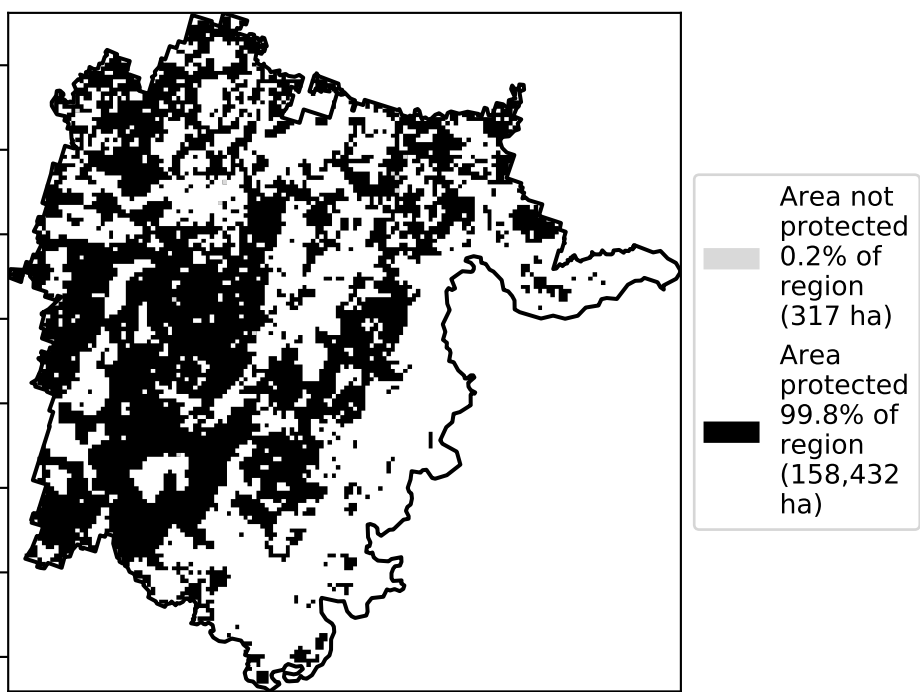 Area not
protected
0.2% of
region
(317 ha)
Area
protected
99.8% of
region
(158,432
ha)